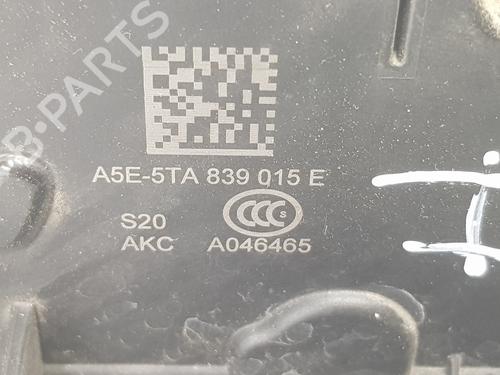 B-PARTS
A5E-5TA 839 015 E
CCC S
S20
AKC A046465